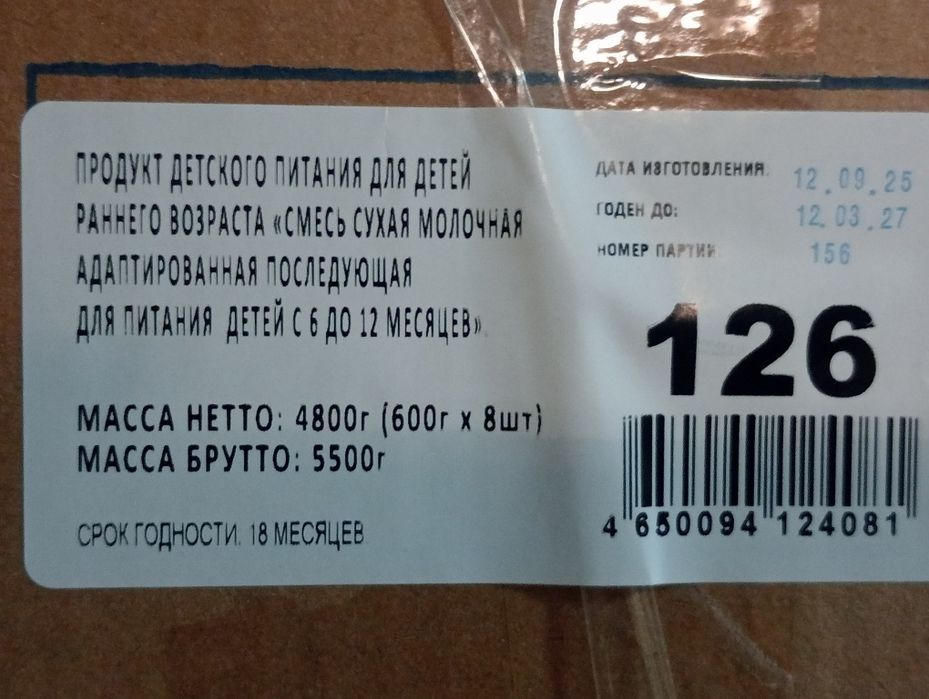 ПРОДУКТ ДЕТСКОГО ПИТАНИЯ ДЛЯ ДЕТЕЙ
РАННЕГО ВОЗРАСТА «СМЕСЬ СУХАЯ МОЛОЧНАЯ
АДАПТИРОВАННАЯ ПОСЛЕДУЮЩАЯ
ДЛЯ ПИТАНИЯ ДЕТЕЙ С 6 ДО 12 МЕСЯЦЕВ»
МАССА НЕТТО: 4800г (600г х 8шт)
МАССА БРУТТО: 5500г
СРОК ГОДНОСТИ. 18 МЕСЯЦЕВ
ДАТА ИЗГОТОВЛЕНИЯ: 12.09.25
ГОДЕН ДО: 12.03.27
НОМЕР ПАРТИИ: 156
126
4 650094 124081